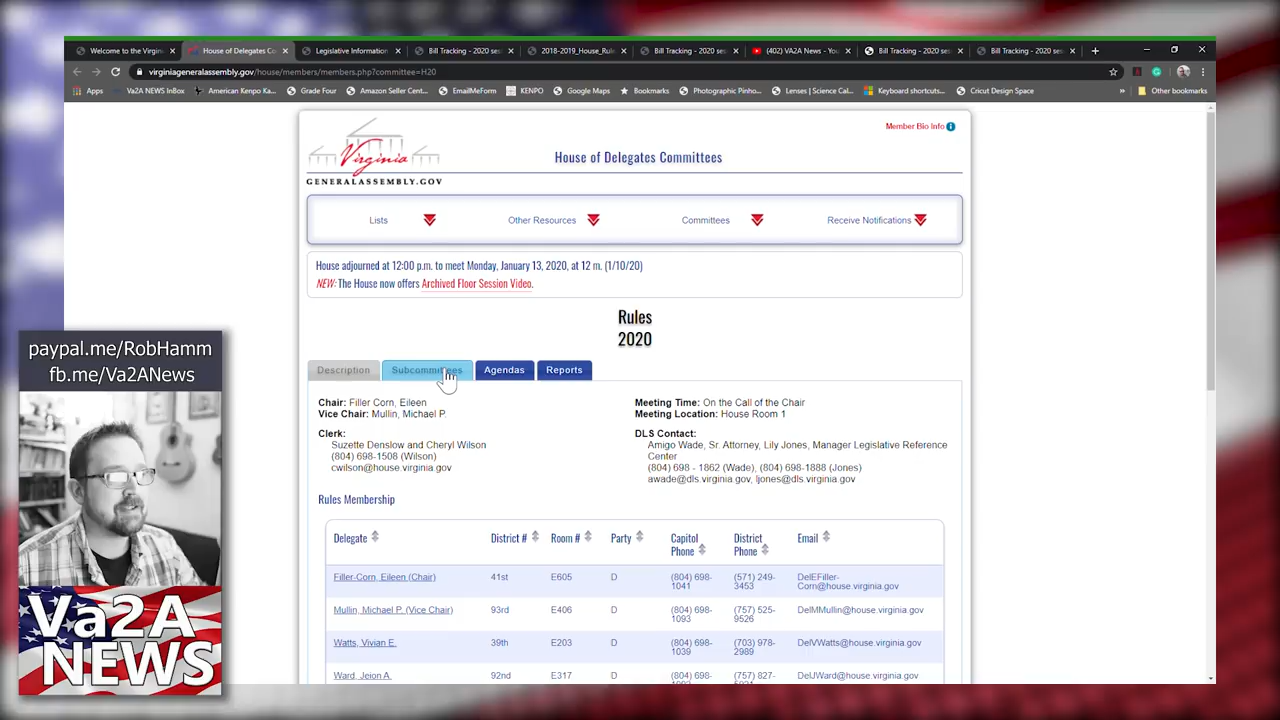 Welcome to the Virgin
House of Delegates Co
Legislative Information
Bill Tracking - 2020 ses
2018-2019_House_Rule
Bill Tracking - 2020 ses
(402) VA2A News - You
Bill Tracking - 2020 ses
Bill Tracking - 2020 ses
virginiageneralassembly.gov/house/members/members.php?committee=H20
Apps
Va2A NEWS InBox
American Kenpo Ka...
Grade Four
Amazon Seller Cent...
EmailMeForm
KENPO
Google Maps
Bookmarks
Photographic Pinho...
Lenses | Science Cal...
Keyboard shortcuts...
Cricut Design Space
Other bookmarks
Virginia
GENERALASSEMBLY.GOV
House of Delegates Committees
Member Bio Info
Lists
Other Resources
Committees
Receive Notifications
House adjourned at 12:00 p.m. to meet Monday, January 13, 2020, at 12 m. (1/10/20)
NEW: The House now offers Archived Floor Session Video.
Rules
2020
Description
Subcommittees
Agendas
Reports
Chair: Filler Corn, Eileen
Vice Chair: Mullin, Michael P.
Clerk:
Suzette Denslow and Cheryl Wilson
(804) 698-1508 (Wilson)
cwilson@house.virginia.gov
Meeting Time: On the Call of the Chair
Meeting Location: House Room 1
DLS Contact:
Amigo Wade, Sr. Attorney, Lily Jones, Manager Legislative Reference
Center
(804) 698 - 1862 (Wade), (804) 698-1888 (Jones)
awade@dls.virginia.gov, ljones@dls.virginia.gov
Rules Membership
Delegate
District #
Room #
Party
Capitol
Phone
District
Phone
Email
Filler-Corn, Eileen (Chair)
41st
E605
D
(804) 698-
1041
(571) 249-
3453
DelEFiller-
Corn@house.virginia.gov
Mullin, Michael P. (Vice Chair)
93rd
E406
D
(804) 698-
1093
(757) 525-
9526
DelMMullin@house.virginia.gov
Watts, Vivian E.
39th
E203
D
(804) 698-
1039
(703) 978-
2989
DelVWatts@house.virginia.gov
Ward, Jeion A.
92nd
E317
D
(804) 698-
(757) 827-
DelJWard@house.virginia.gov
paypal.me/RobHamm
fb.me/Va2ANews
Va2A
NEWS